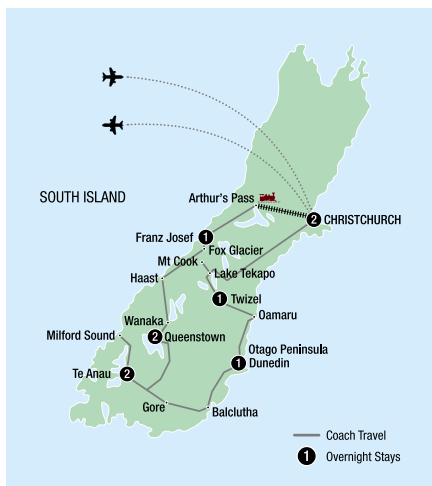 SOUTH ISLAND
Arthur's Pass
2 CHRISTCHURCH
Franz Josef 1
Fox Glacier
Mt Cook
Lake Tekapo
Haast
1 Twizel
Oamaru
Wanaka
Milford Sound
2 Queenstown
Otago Peninsula
1 Dunedin
Te Anau 2
Gore
Balclutha
Coach Travel
1 Overnight Stays